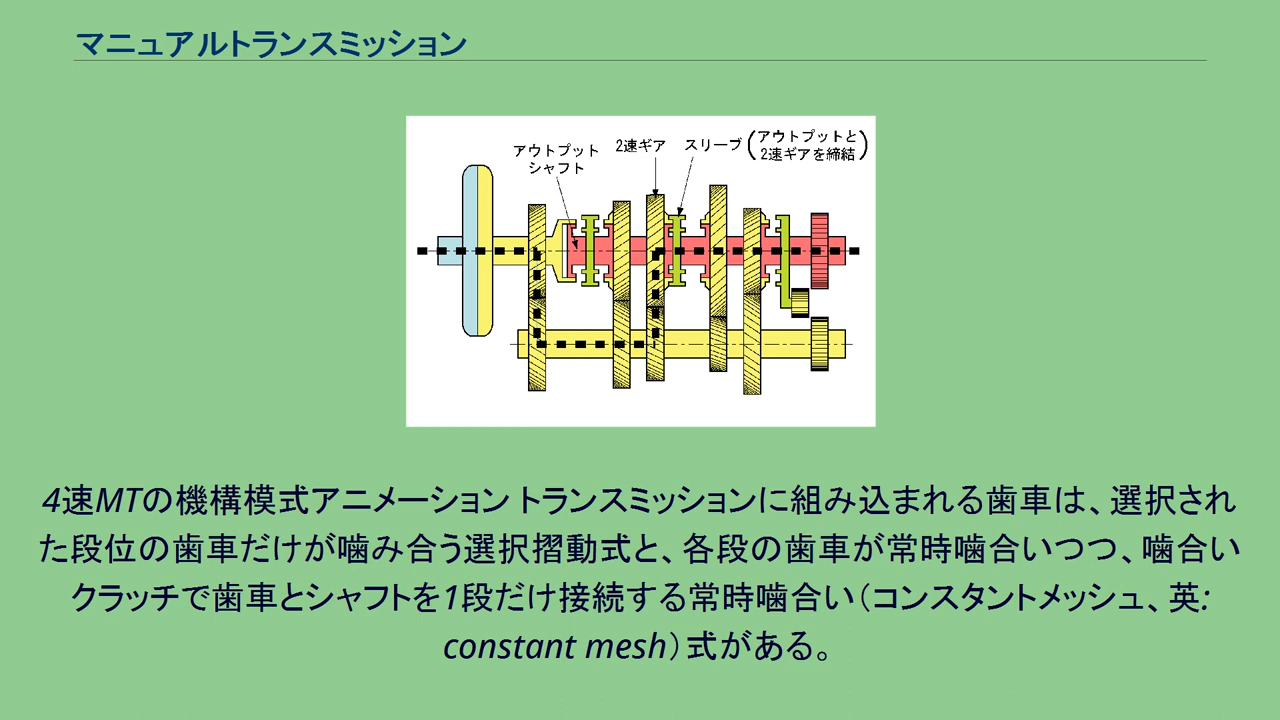 マニュアルトランスミッション
アウトプット
シャフト
2速ギア
スリーブ(アウトプットと
2速ギアを締結)
4速MTの機構模式アニメーション トランスミッションに組み込まれる歯車は、選択され
た段位の歯車だけが噛み合う選択摺動式と、各段の歯車が常時噛合いつつ、噛合い
クラッチで歯車とシャフトを1段だけ接続する常時噛合い（コンスタントメッシュ、英:
constant mesh）式がある。